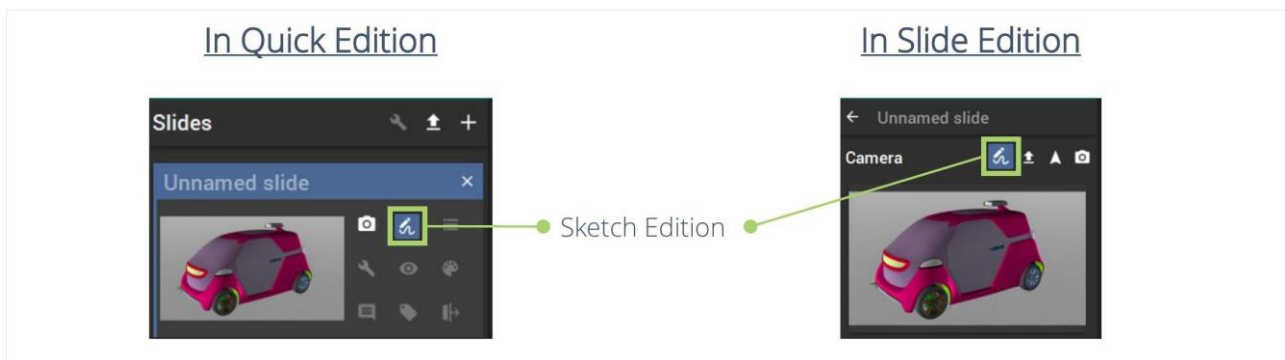 In Quick Edition
In Slide Edition
Slides
Unnamed slide
Sketch Edition
Unnamed slide
Camera